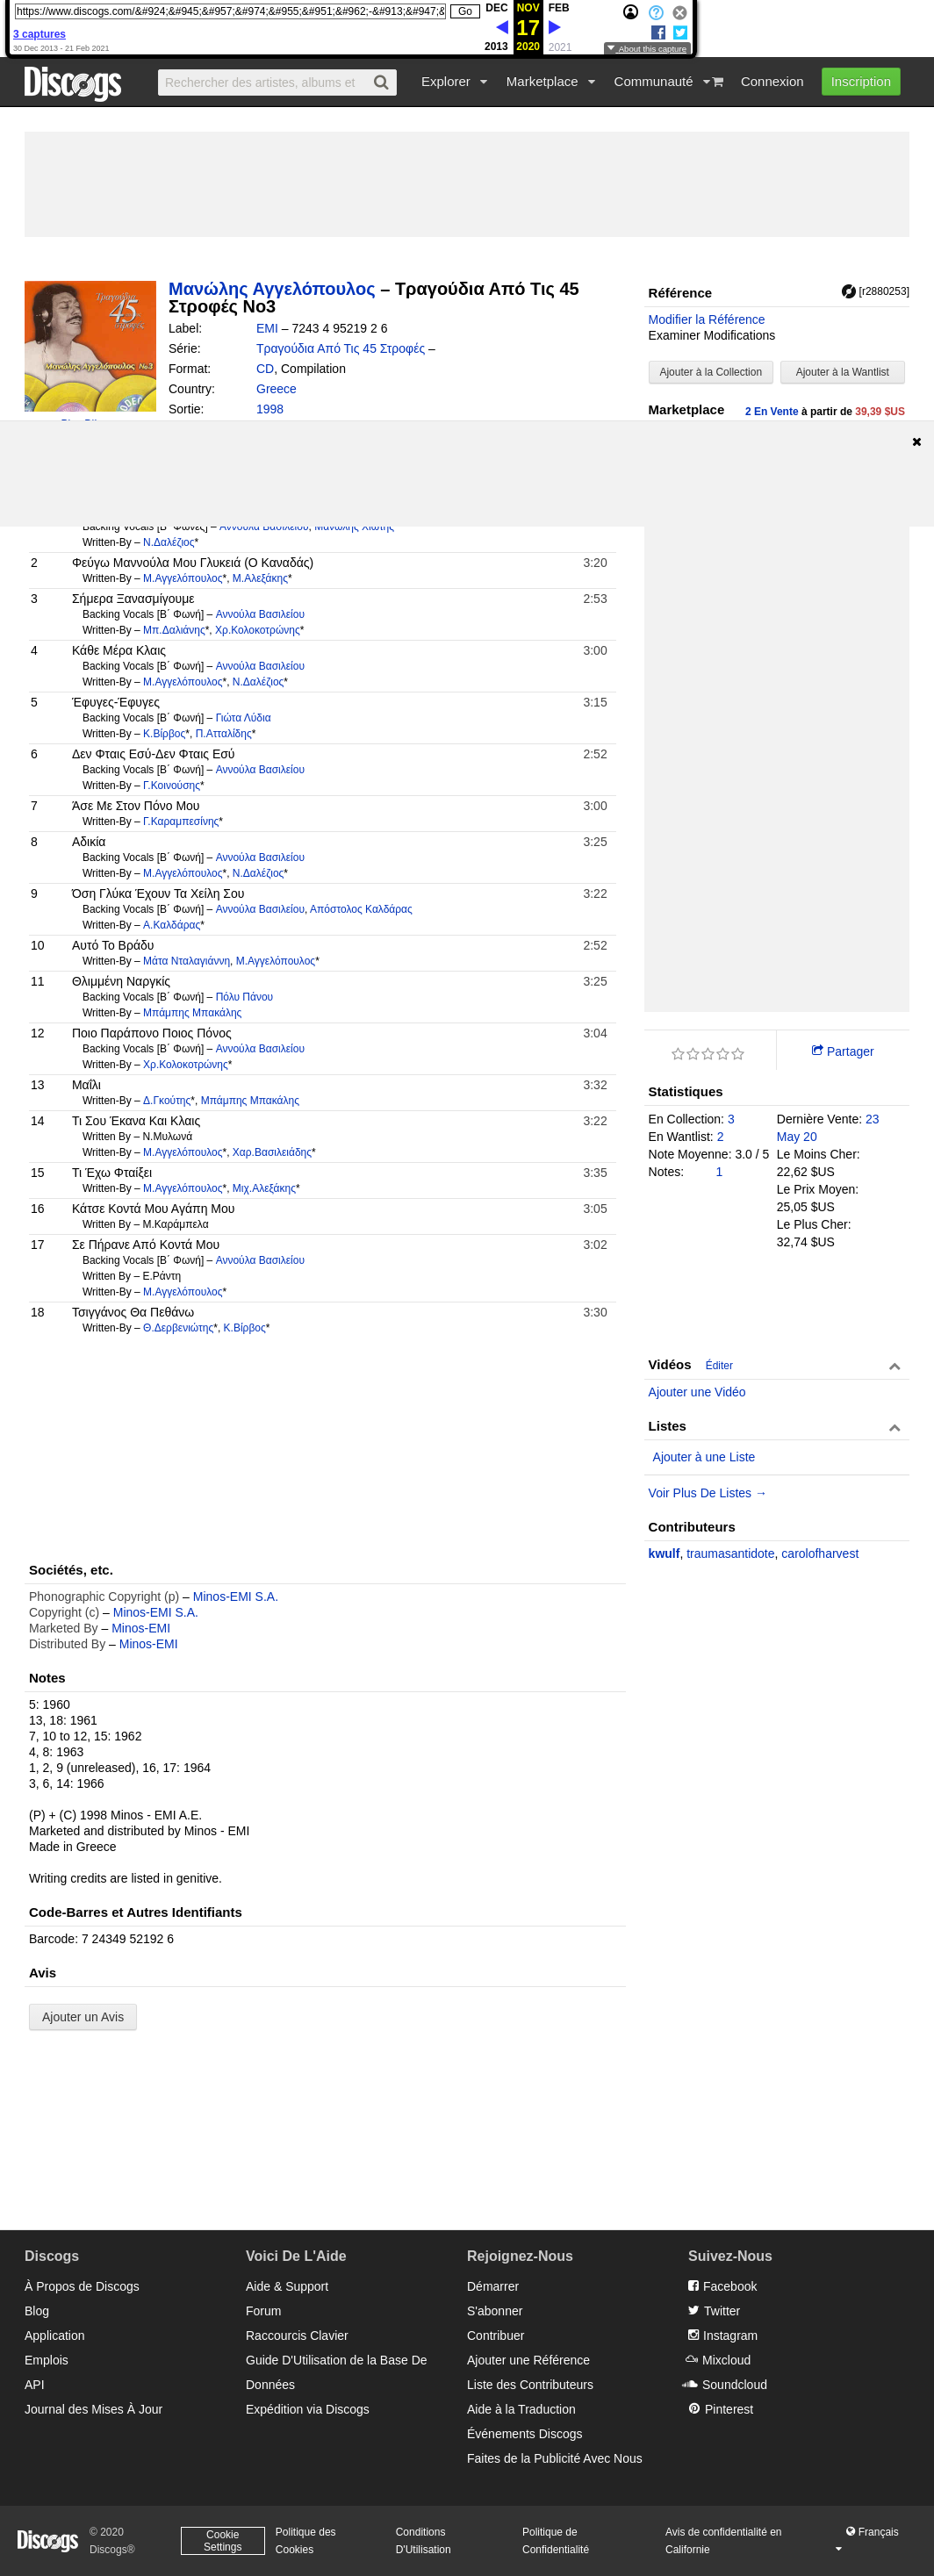 https://www.discogs.com/&#924;&#945;&#957;&#974;&#955;&#951;&#962;-&#913;&#947;&
Go
DEC NOV FEB
3 captures
17
30 Dec 2013 - 21 Feb 2021
2013 2020 2021
About this capture
Discogs
Rechercher des artistes, albums et
Explorer
Marketplace
Communauté
Connexion
Inscription
Τραγούδια
45
στροφές
Μανώλης Αγγελόπουλος Νο3
Μανώλης Αγγελόπουλος – Τραγούδια Από Τις 45 Στροφές Νο3
Label: EMI – 7243 4 95219 2 6
Série: Τραγούδια Από Τις 45 Στροφές –
Format: CD, Compilation
Country: Greece
Sortie: 1998
Référence
[r2880253]
Modifier la Référence
Examiner Modifications
Ajouter à la Collection
Ajouter à la Wantlist
Marketplace 2 En Vente à partir de 39,39 $US
Backing Vocals [Β΄ Φωνές] – Αννούλα Βασιλείου, Μανώλης Χιώτης
Written-By – Ν.Δαλέζιος*
2 Φεύγω Μαννούλα Μου Γλυκειά (Ο Καναδάς) 3:20
Written-By – Μ.Αγγελόπουλος*, Μ.Αλεξάκης*
3 Σήμερα Ξανασμίγουμε 2:53
Backing Vocals [Β΄ Φωνή] – Αννούλα Βασιλείου
Written-By – Μπ.Δαλιάνης*, Χρ.Κολοκοτρώνης*
4 Κάθε Μέρα Κλαις 3:00
Backing Vocals [Β΄ Φωνή] – Αννούλα Βασιλείου
Written-By – Μ.Αγγελόπουλος*, Ν.Δαλέζιος*
5 Έφυγες-Έφυγες 3:15
Backing Vocals [Β΄ Φωνή] – Γιώτα Λύδια
Written-By – Κ.Βίρβος*, Π.Ατταλίδης*
6 Δεν Φταις Εσύ-Δεν Φταις Εσύ 2:52
Backing Vocals [Β΄ Φωνή] – Αννούλα Βασιλείου
Written-By – Γ.Κοινούσης*
7 Άσε Με Στον Πόνο Μου 3:00
Written-By – Γ.Καραμπεσίνης*
8 Αδικία 3:25
Backing Vocals [Β΄ Φωνή] – Αννούλα Βασιλείου
Written-By – Μ.Αγγελόπουλος*, Ν.Δαλέζιος*
9 Όση Γλύκα Έχουν Τα Χείλη Σου 3:22
Backing Vocals [Β΄ Φωνή] – Αννούλα Βασιλείου, Απόστολος Καλδάρας
Written-By – Α.Καλδάρας*
10 Αυτό Το Βράδυ 2:52
Written-By – Μάτα Νταλαγιάννη, Μ.Αγγελόπουλος*
11 Θλιμμένη Ναργκίς 3:25
Backing Vocals [Β΄ Φωνή] – Πόλυ Πάνου
Written-By – Μπάμπης Μπακάλης
12 Ποιο Παράπονο Ποιος Πόνος 3:04
Backing Vocals [Β΄ Φωνή] – Αννούλα Βασιλείου
Written-By – Χρ.Κολοκοτρώνης*
13 Μαΐλι 3:32
Written-By – Δ.Γκούτης*, Μπάμπης Μπακάλης
14 Τι Σου Έκανα Και Κλαις 3:22
Written By – Ν.Μυλωνά
Written-By – Μ.Αγγελόπουλος*, Χαρ.Βασιλειάδης*
15 Τι Έχω Φταίξει 3:35
Written-By – Μ.Αγγελόπουλος*, Μιχ.Αλεξάκης*
16 Κάτσε Κοντά Μου Αγάπη Μου 3:05
Written By – Μ.Καράμπελα
17 Σε Πήρανε Από Κοντά Μου 3:02
Backing Vocals [Β΄ Φωνή] – Αννούλα Βασιλείου
Written By – Ε.Ράντη
Written-By – Μ.Αγγελόπουλος*
18 Τσιγγάνος Θα Πεθάνω 3:30
Written-By – Θ.Δερβενιώτης*, Κ.Βίρβος*
Partager
Statistiques
En Collection: 3
En Wantlist: 2
Note Moyenne: 3.0 / 5
Notes: 1
Dernière Vente: 23 May 20
Le Moins Cher: 22,62 $US
Le Prix Moyen: 25,05 $US
Le Plus Cher: 32,74 $US
Vidéos Éditer
Ajouter une Vidéo
Listes
Ajouter à une Liste
Voir Plus De Listes →
Contributeurs
kwulf, traumasantidote, carolofharvest
Sociétés, etc.
Phonographic Copyright (p) – Minos-EMI S.A.
Copyright (c) – Minos-EMI S.A.
Marketed By – Minos-EMI
Distributed By – Minos-EMI
Notes
5: 1960
13, 18: 1961
7, 10 to 12, 15: 1962
4, 8: 1963
1, 2, 9 (unreleased), 16, 17: 1964
3, 6, 14: 1966
(P) + (C) 1998 Minos - EMI A.E.
Marketed and distributed by Minos - EMI
Made in Greece
Writing credits are listed in genitive.
Code-Barres et Autres Identifiants
Barcode: 7 24349 52192 6
Avis
Ajouter un Avis
Discogs
À Propos de Discogs
Blog
Application
Emplois
API
Journal des Mises À Jour
Voici De L'Aide
Aide & Support
Forum
Raccourcis Clavier
Guide D'Utilisation de la Base De
Données
Expédition via Discogs
Rejoignez-Nous
Démarrer
S'abonner
Contribuer
Ajouter une Référence
Liste des Contributeurs
Aide à la Traduction
Événements Discogs
Faites de la Publicité Avec Nous
Suivez-Nous
Facebook
Twitter
Instagram
Mixcloud
Soundcloud
Pinterest
Discogs
© 2020 Discogs®
Cookie Settings
Politique des Cookies
Conditions D'Utilisation
Politique de Confidentialité
Avis de confidentialité en Californie
Français